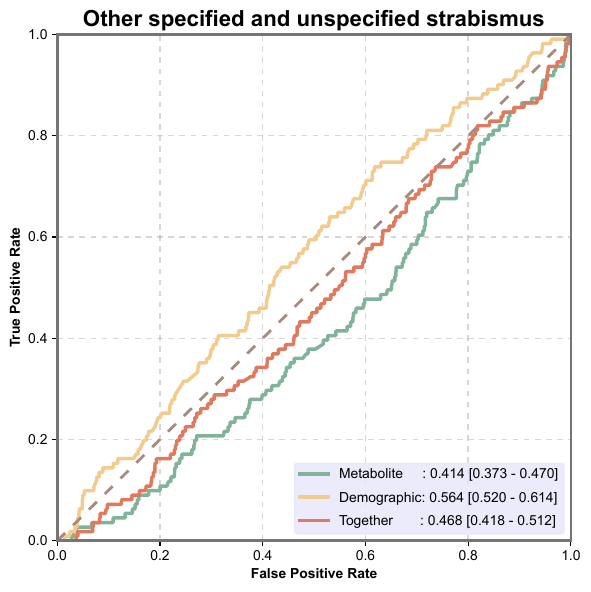 Other specified and unspecified strabismus
True Positive Rate
1.0
0.8
0.6
0.4
0.2
0.0
Metabolite : 0.414 [0.373 - 0.470]
Demographic: 0.564 [0.520 - 0.614]
Together : 0.468 [0.418 - 0.512]
0.0 0.2 0.4 0.6 0.8 1.0
False Positive Rate